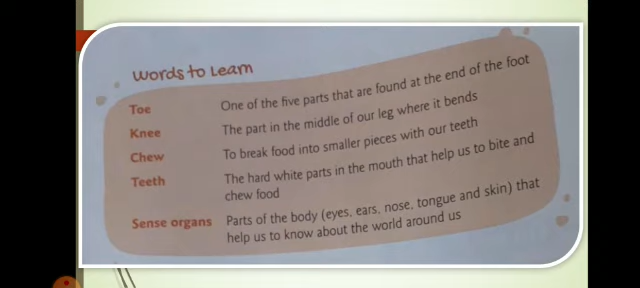 words to Learn
Toe One of the five parts that are found at the end of the foot
Knee The part in the middle of our leg where it bends
Chew To break food into smaller pieces with our teeth
Teeth The hard white parts in the mouth that help us to bite and
chew food
Sense organs Parts of the body (eyes, ears, nose, tongue and skin) that
help us to know about the world around us